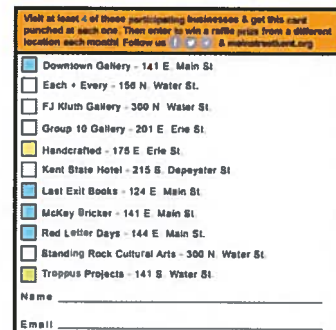 Visit at least 4 of these participating businesses & get this card
punched at each one. Then enter to win a raffle prize from a different
location each month! Follow us & mainstreetkent.org
Downtown Gallery - 141 E. Main St
Each + Every - 156 N. Water St.
FJ Kluth Gallery - 300 N. Water St.
Group 10 Gallery - 201 E. Erie St
Handcrafted - 175 E. Erie St.
Kent State Hotel - 215 S. Depeyster St
Last Exit Books - 124 E. Main St.
McKay Bricker - 141 E. Main St.
Red Letter Days - 144 E. Main St.
Standing Rock Cultural Arts - 300 N. Water St.
Troppus Projects - 141 S. Water St.
Name
Email